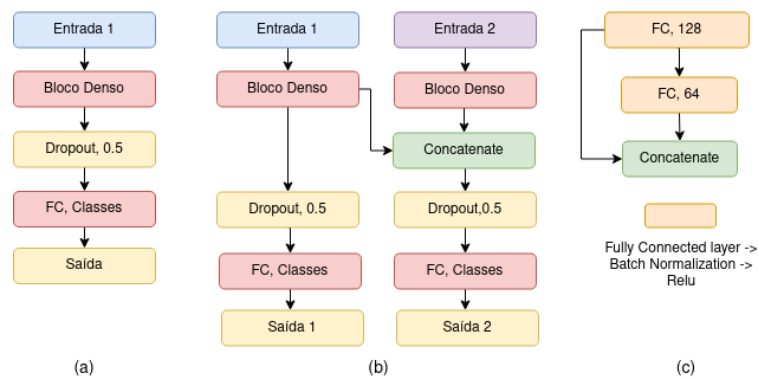 Entrada 1
Bloco Denso
Dropout, 0.5
FC, Classes
Saída
(a)
Entrada 1
Entrada 2
Bloco Denso
Bloco Denso
Concatenate
Dropout, 0.5
Dropout,0.5
FC, Classes
FC, Classes
Saída 1
Saída 2
(b)
FC, 128
FC, 64
Concatenate
Fully Connected layer ->
Batch Normalization ->
Relu
(c)